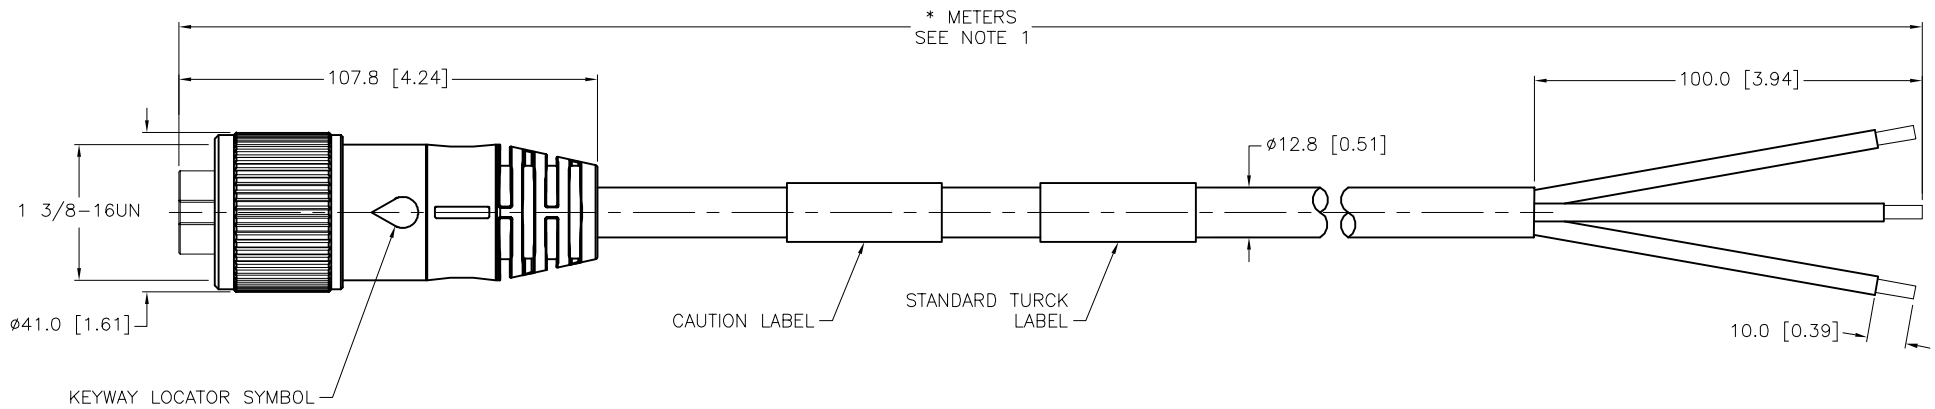 * METERS
SEE NOTE 1
107.8 [4.24]
100.0 [3.94]
ø12.8 [0.51]
1 3/8-16UN
ø41.0 [1.61]
CAUTION LABEL
STANDARD TURCK
LABEL
10.0 [0.39]
KEYWAY LOCATOR SYMBOL